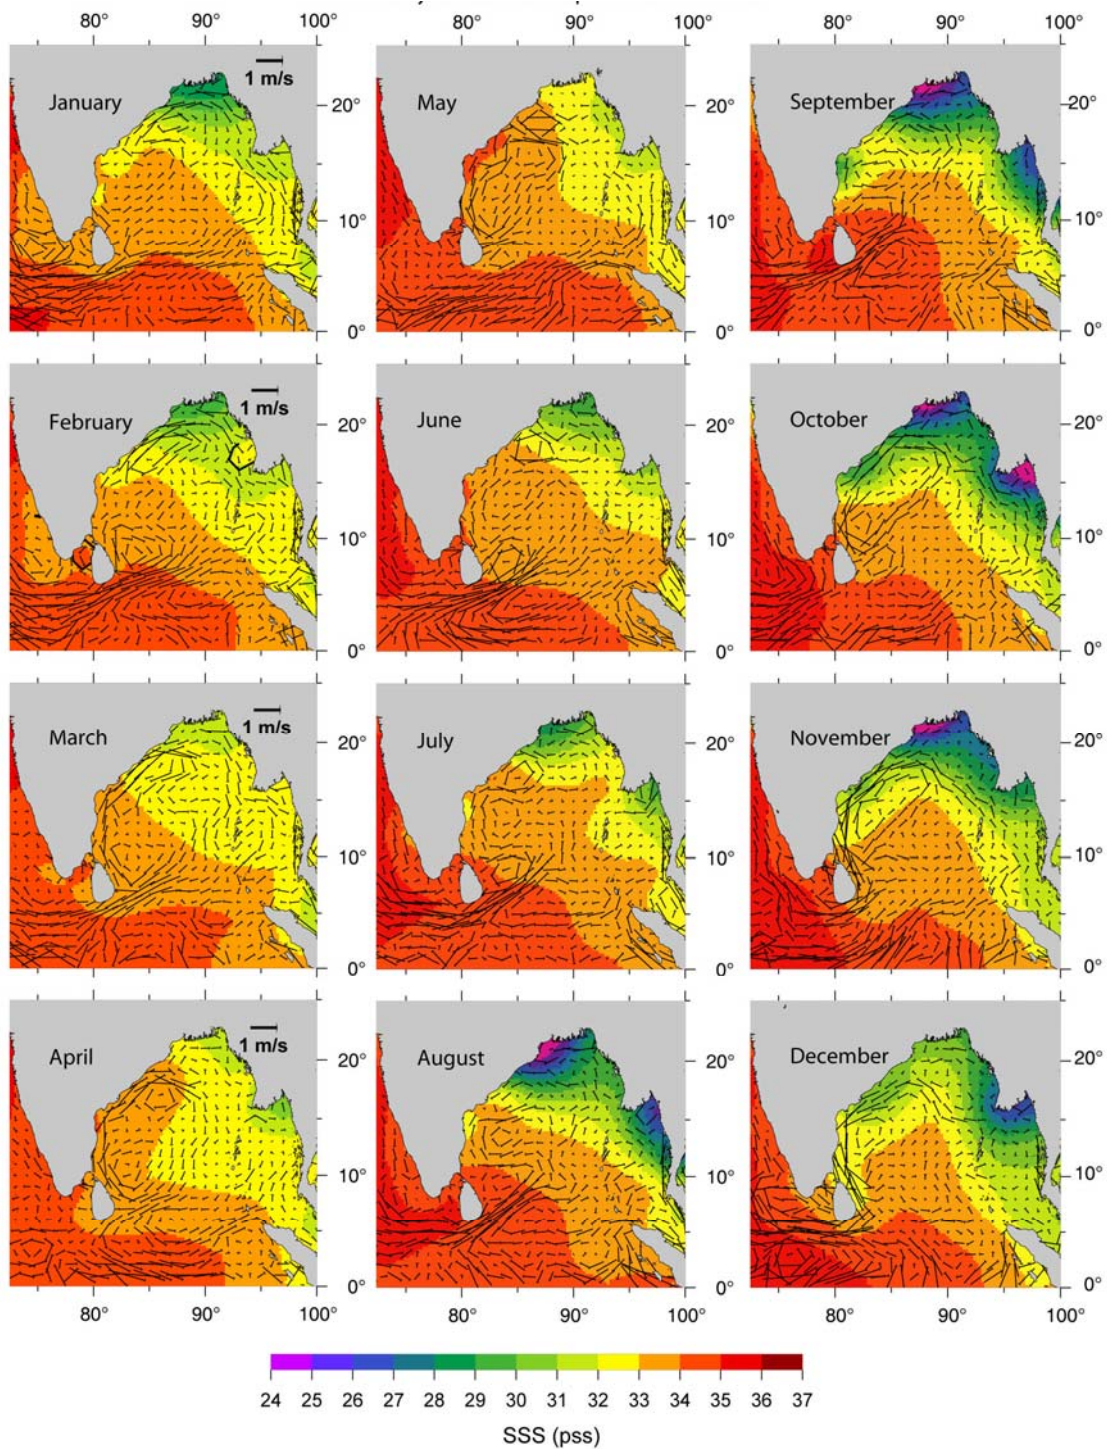 80° 90° 100° 80° 90° 100° 80° 90° 100°
1 m/s
January May September
20° 20° 20°
10° 10° 10°
0° 0° 0°
1 m/s
February June October
20° 20° 20°
10° 10° 10°
0° 0° 0°
1 m/s
March July November
20° 20° 20°
10° 10° 10°
0° 0° 0°
1 m/s
April August December
20° 20° 20°
10° 10° 10°
0° 0° 0°
80° 90° 100° 80° 90° 100° 80° 90° 100°
24 25 26 27 28 29 30 31 32 33 34 35 36 37
SSS (pss)